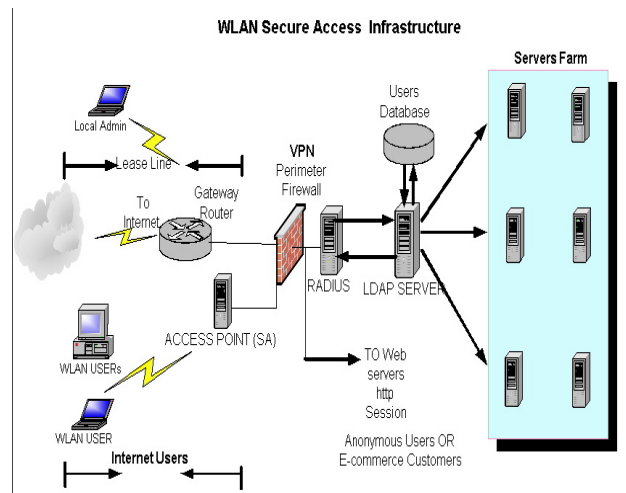 WLAN Secure Access Infrastructure
Servers Farm
Users
Database
Local Admin
VPN
Perimeter
Firewall
Lease Line
To
Internet
Gateway
Router
RADIUS
LDAP SERVER
ACCESS POINT (SA)
WLAN USERs
TO Web
servers
http
Session
WLAN USER
Anonymous Users OR
E-commerce Customers
Internet Users